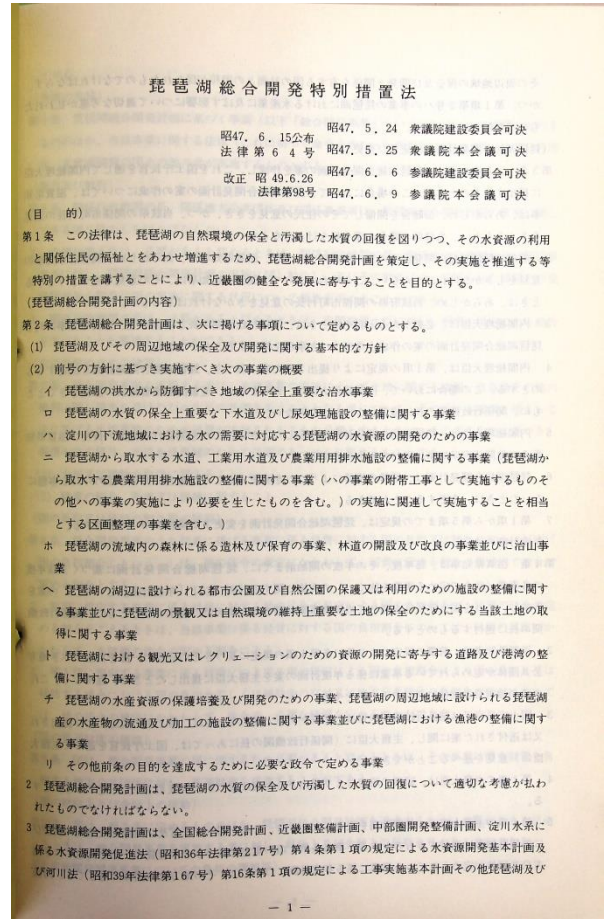 琵琶湖総合開発特別措置法
昭47．6．15公布
法律第64号
改正 昭49.6.26
法律第98号
昭47．5．24 衆議院建設委員会可決
昭47．5．25 衆議院本会議可決
昭47．6．6 参議院建設委員会可決
昭47．6．9 参議院本会議可決
(目　的)
第1条 この法律は、琵琶湖の自然環境の保全と汚濁した水質の回復を図りつつ、その水資源の利用
と関係住民の福祉とをあわせ増進するため、琵琶湖総合開発計画を策定し、その実施を推進する等
特別の措置を講ずることにより、近畿圏の健全な発展に寄与することを目的とする。
(琵琶湖総合開発計画の内容)
第2条 琵琶湖総合開発計画は、次に掲げる事項について定めるものとする。
(1) 琵琶湖及びその周辺地域の保全及び開発に関する基本的な方針
(2) 前号の方針に基づき実施すべき次の事業の概要
イ 琵琶湖の洪水から防御すべき地域の保全上重要な治水事業
ロ 琵琶湖の水質の保全上重要な下水道及びし尿処理施設の整備に関する事業
ハ 淀川の下流地域における水の需要に対応する琵琶湖の水資源の開発のための事業
ニ 琵琶湖から取水する水道、工業用水道及び農業用用排水施設の整備に関する事業（琵琶湖か
ら取水する農業用用排水施設の整備に関する事業（ハの事業の附帯工事として実施するものそ
の他ハの事業の実施により必要を生じたものを含む。）の実施に関連して実施することを相当
とする区画整理の事業を含む。）
ホ 琵琶湖の流域内の森林に係る造林及び保育の事業、林道の開設及び改良の事業並びに治山事
業
ヘ 琵琶湖の湖辺に設けられる都市公園及び自然公園の保護又は利用のための施設の整備に関す
る事業並びに琵琶湖の景観又は自然環境の維持上重要な土地の保全のためにする当該土地の取
得に関する事業
ト 琵琶湖における観光又はレクリェーションのための資源の開発に寄与する道路及び港湾の整
備に関する事業
チ 琵琶湖の水産資源の保護培養及び開発のための事業、琵琶湖の周辺地域に設けられる琵琶湖
産の水産物の流通及び加工の施設の整備に関する事業並びに琵琶湖における漁港の整備に関す
る事業
リ その他前条の目的を達成するために必要な政令で定める事業
2 琵琶湖総合開発計画は、琵琶湖の水質の保全及び汚濁した水質の回復について適切な考慮が払わ
れたものでなければならない。
3 琵琶湖総合開発計画は、全国総合開発計画、近畿圏整備計画、中部圏開発整備計画、淀川水系に
係る水資源開発促進法（昭和36年法律第217号）第4条第1項の規定による水資源開発基本計画及
び河川法（昭和39年法律第167号）第16条第1項の規定による工事実施基本計画その他琵琶湖及び
— 1 —